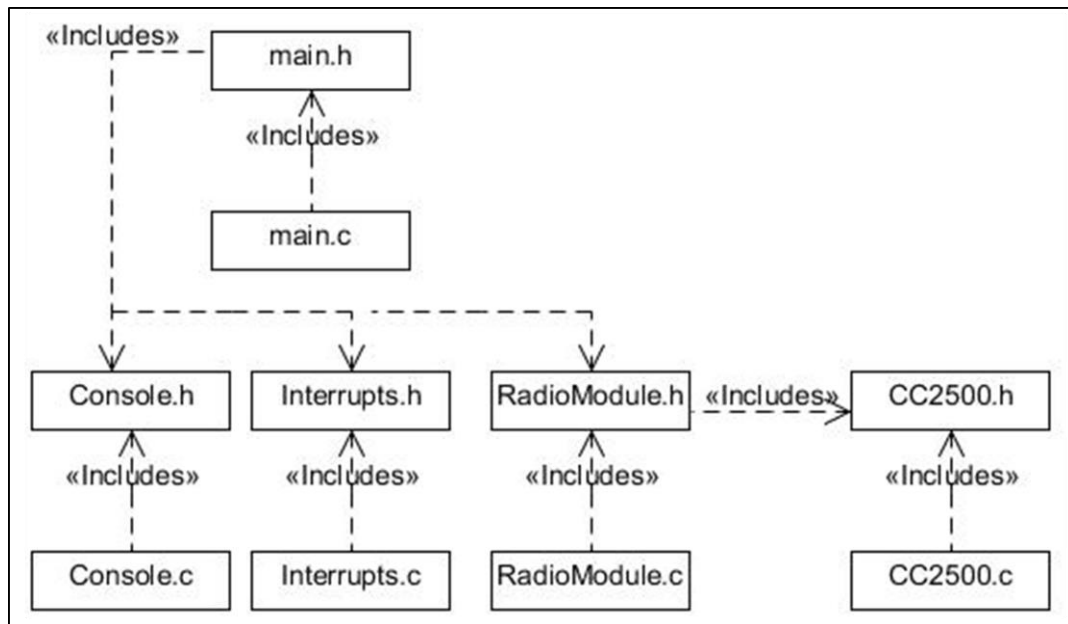 «Includes»
main.h
«Includes»
main.c
Console.h
Interrupts.h
RadioModule.h
«Includes»
CC2500.h
«Includes»
«Includes»
«Includes»
«Includes»
Console.c
Interrupts.c
RadioModule.c
CC2500.c